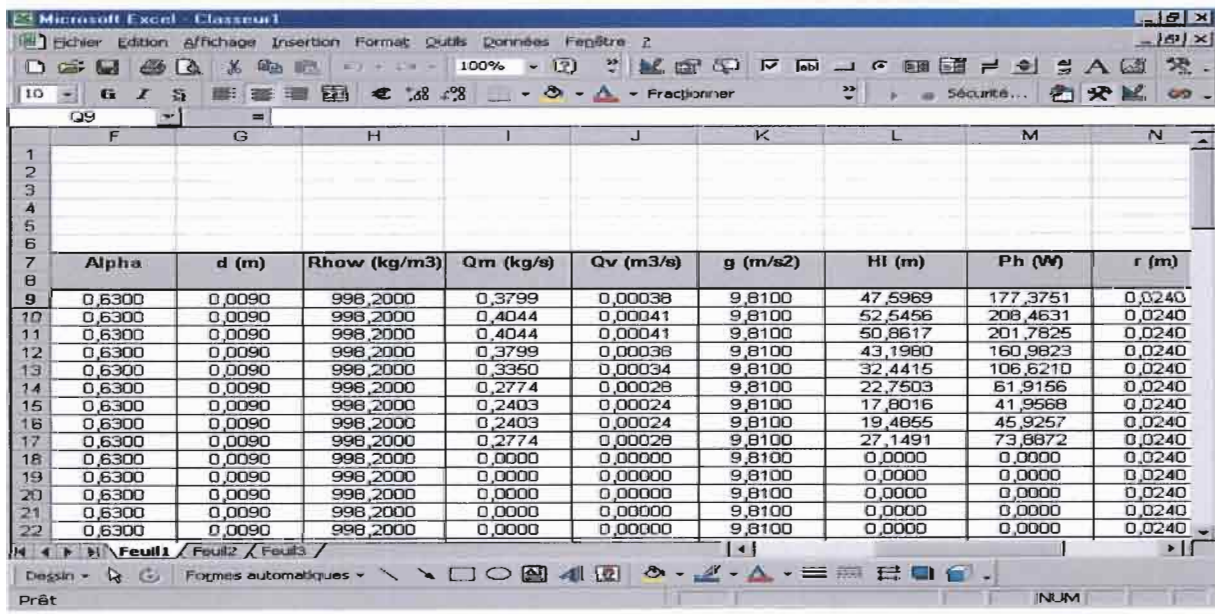 Microsoft Excel - Classeur1
Fichier Edition Affichage Insertion Format Outils Données Fenêtre ?
100%
10 G I S Fractionner Sécurité...
Q9 =
F G H I J K L M N
1
2
3
4
5
6
7 Alpha d (m) Rhow (kg/m3) Qm (kg/s) Qv (m3/s) g (m/s2) Hl (m) Ph (W) r (m)
8
9 0,6300 0,0090 998,2000 0,3799 0,00038 9,8100 47,5969 177,3751 0,0240
10 0,6300 0,0090 998,2000 0,4044 0,00041 9,8100 52,5456 208,4631 0,0240
11 0,6300 0,0090 998,2000 0,4044 0,00041 9,8100 50,8617 201,7825 0,0240
12 0,6300 0,0090 998,2000 0,3799 0,00038 9,8100 43,1980 160,9823 0,0240
13 0,6300 0,0090 998,2000 0,3350 0,00034 9,8100 32,4415 106,6210 0,0240
14 0,6300 0,0090 998,2000 0,2774 0,00028 9,8100 22,7503 61,9156 0,0240
15 0,6300 0,0090 998,2000 0,2403 0,00024 9,8100 17,8016 41,9568 0,0240
16 0,6300 0,0090 998,2000 0,2403 0,00024 9,8100 19,4855 45,9257 0,0240
17 0,6300 0,0090 998,2000 0,2774 0,00028 9,8100 27,1491 73,8872 0,0240
18 0,6300 0,0090 998,2000 0,0000 0,00000 9,8100 0,0000 0,0000 0,0240
19 0,6300 0,0090 998,2000 0,0000 0,00000 9,8100 0,0000 0,0000 0,0240
20 0,6300 0,0090 998,2000 0,0000 0,00000 9,8100 0,0000 0,0000 0,0240
21 0,6300 0,0090 998,2000 0,0000 0,00000 9,8100 0,0000 0,0000 0,0240
22 0,6300 0,0090 998,2000 0,0000 0,00000 9,8100 0,0000 0,0000 0,0240
Feuil1 Feuil2 Feuil3
Dessin Formes automatiques
Prêt NUM